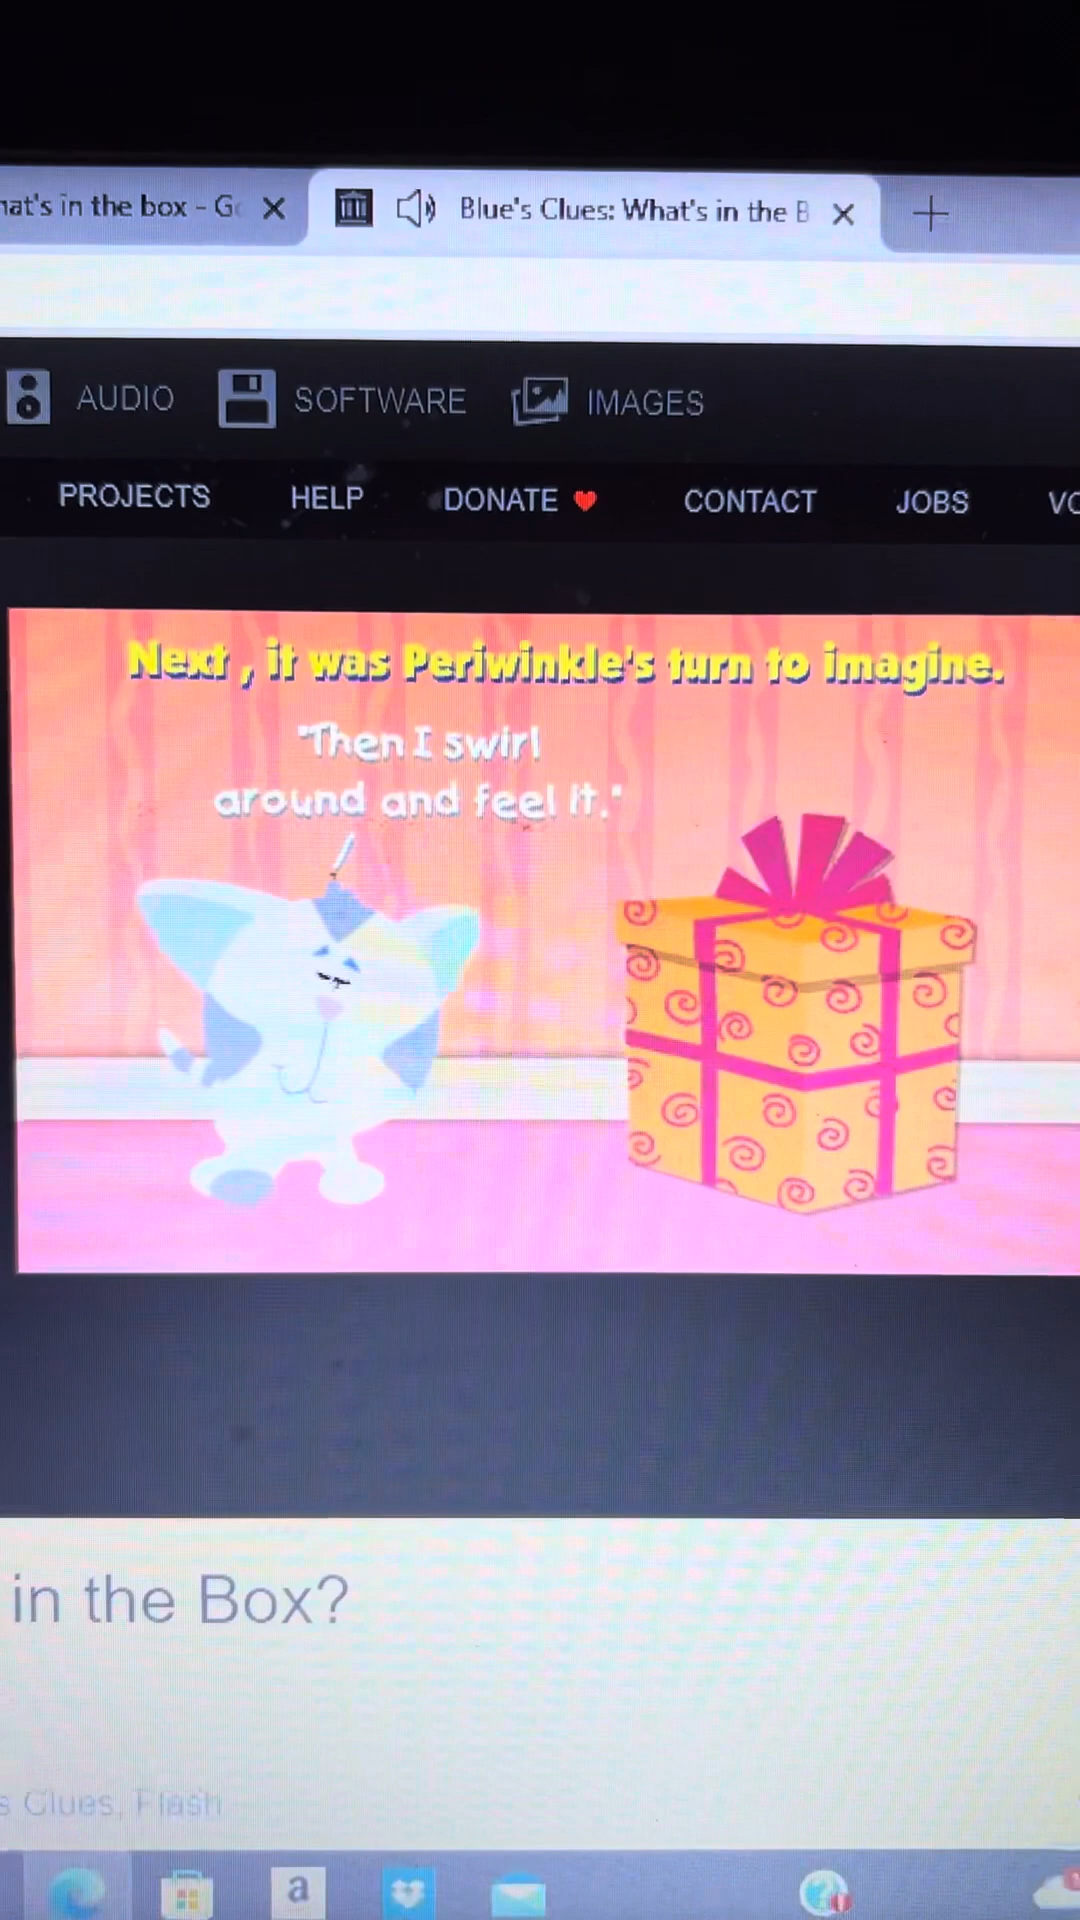 hat's in the box - G
Blue's Clues: What's in the B
AUDIO SOFTWARE IMAGES
PROJECTS HELP DONATE CONTACT JOBS VO
Next , it was Periwinkle's turn to imagine.
"Then I swirl
around and feel it."
in the Box?
s Clues, Flash
a